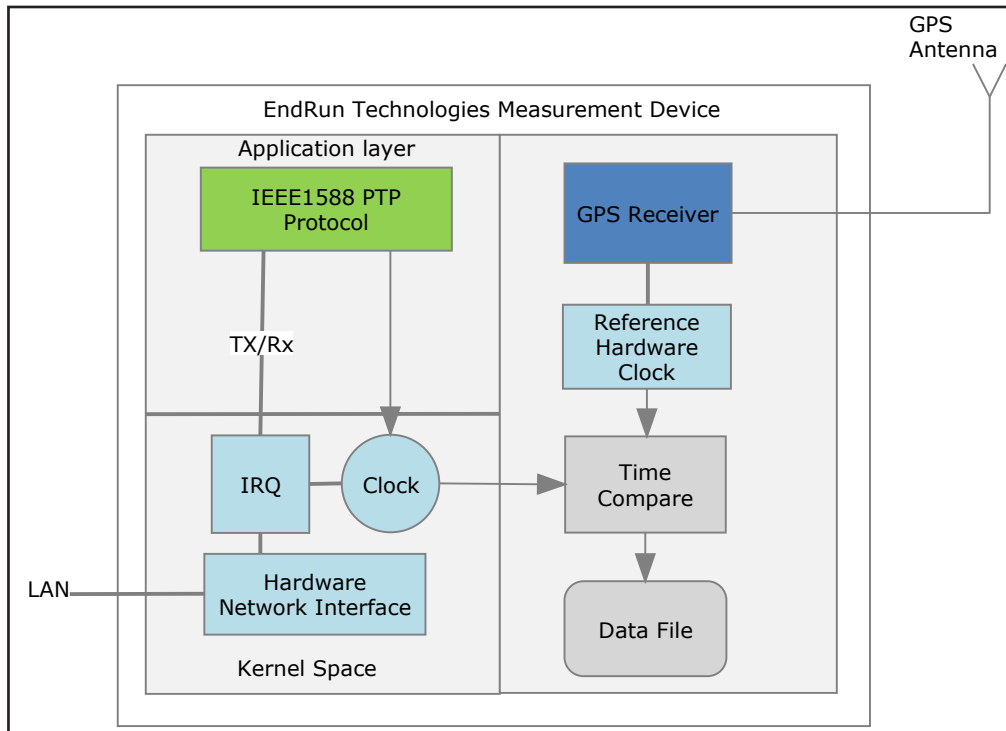 GPS
Antenna
EndRun Technologies Measurement Device
Application layer
IEEE1588 PTP
Protocol
GPS Receiver
TX/Rx
Reference
Hardware
Clock
IRQ
Clock
Time
Compare
LAN
Hardware
Network Interface
Data File
Kernel Space